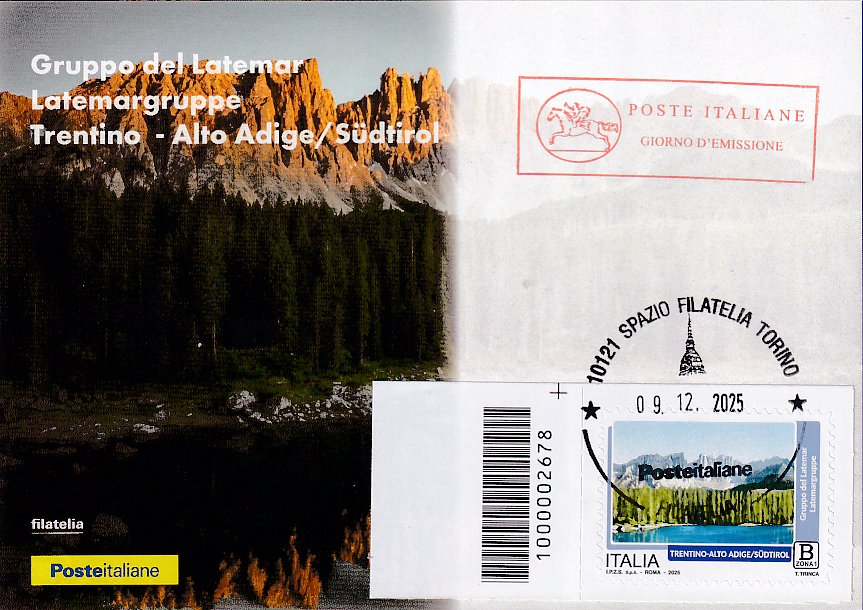 Gruppo del Latemar
Latemargruppe
Trentino - Alto Adige/Südtirol
POSTE ITALIANE
GIORNO D'EMISSIONE
10121 SPAZIO FILATELIA TORINO
09. 12. 2025
1000002678
Posteitaliane
Gruppo del Latemar
Latemargruppe
ITALIA
TRENTINO-ALTO ADIGE/SÜDTIROL
B
ZONA 1
I.P.Z.S. S.p.A. - ROMA - 2025
T. TRINCA
filatelia
Posteitaliane